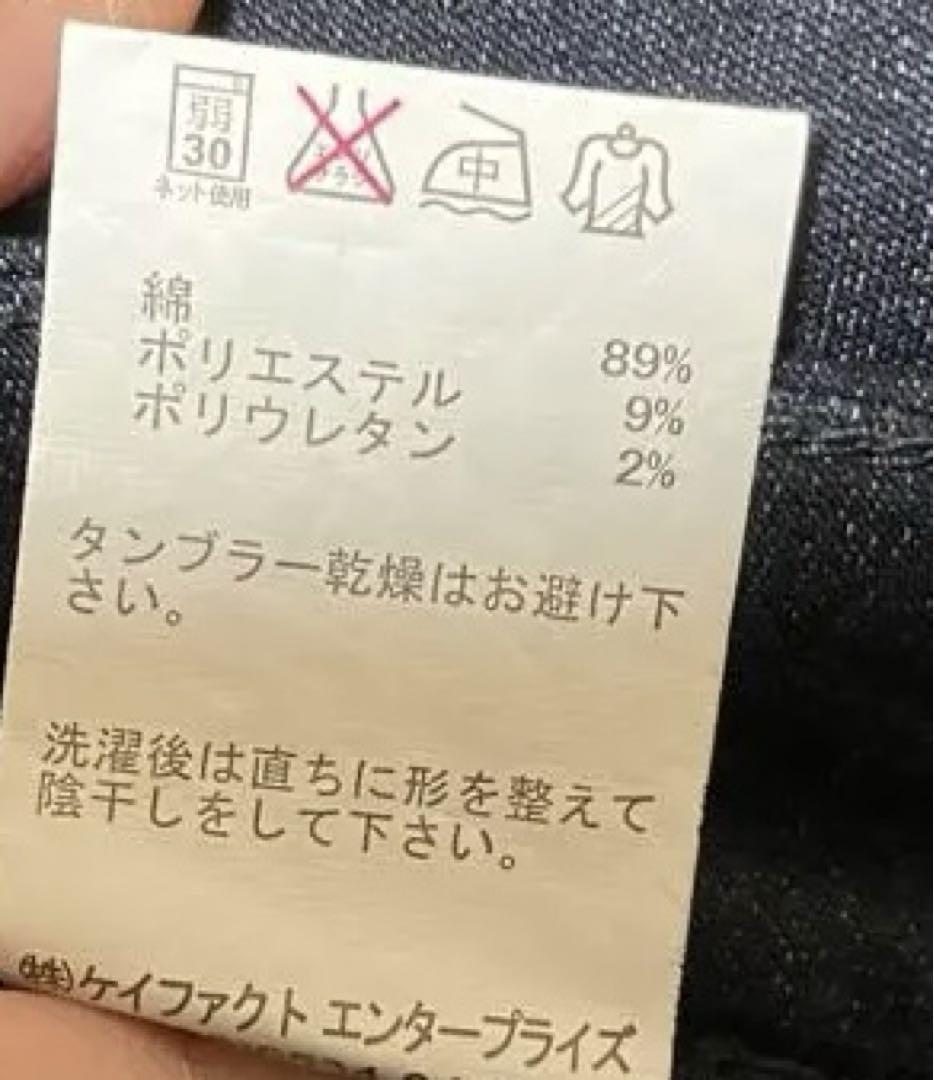 弱
30
ネット使用
中
綿 89%
ポリエステル 9%
ポリウレタン 2%
タンブラー乾燥はお避け下
さい。
洗濯後は直ちに形を整えて
陰干しをして下さい。
㈱ケイファクト エンタープライズ